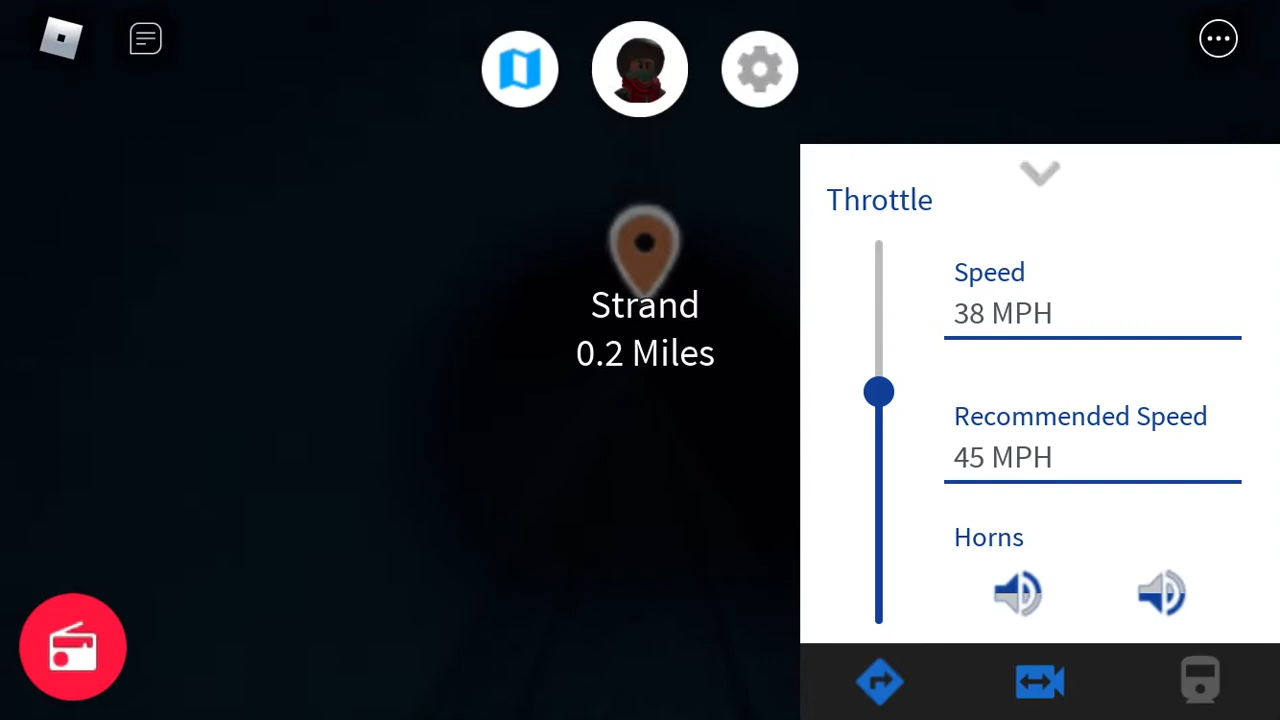 Strand
0.2 Miles
Throttle
Speed
38 MPH
Recommended Speed
45 MPH
Horns